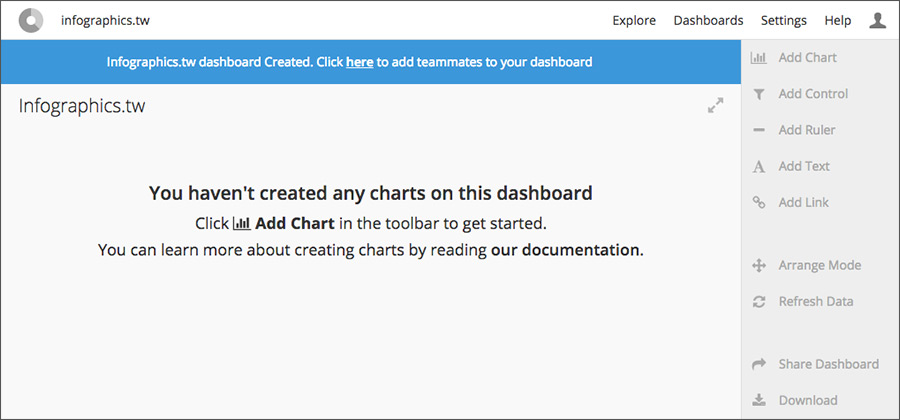 infographics.tw
Explore
Dashboards
Settings
Help
Infographics.tw dashboard Created. Click here to add teammates to your dashboard
Infographics.tw
You haven't created any charts on this dashboard
Click Add Chart in the toolbar to get started.
You can learn more about creating charts by reading our documentation.
Add Chart
Add Control
Add Ruler
Add Text
Add Link
Arrange Mode
Refresh Data
Share Dashboard
Download